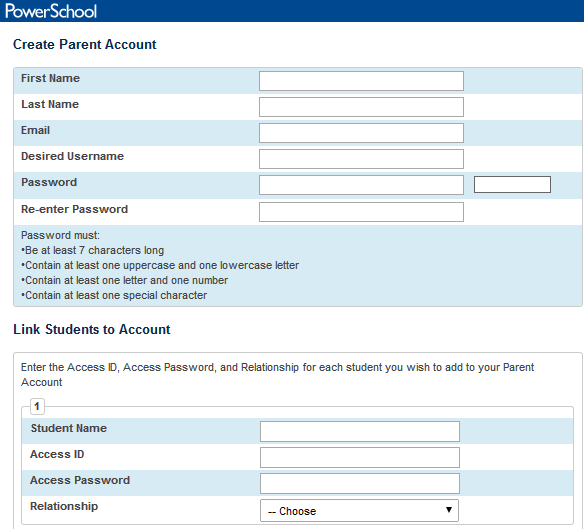 PowerSchool
Create Parent Account
First Name
Last Name
Email
Desired Username
Password
Re-enter Password
Password must:
•Be at least 7 characters long
•Contain at least one uppercase and one lowercase letter
•Contain at least one letter and one number
•Contain at least one special character
Link Students to Account
Enter the Access ID, Access Password, and Relationship for each student you wish to add to your Parent
Account
1
Student Name
Access ID
Access Password
Relationship -- Choose